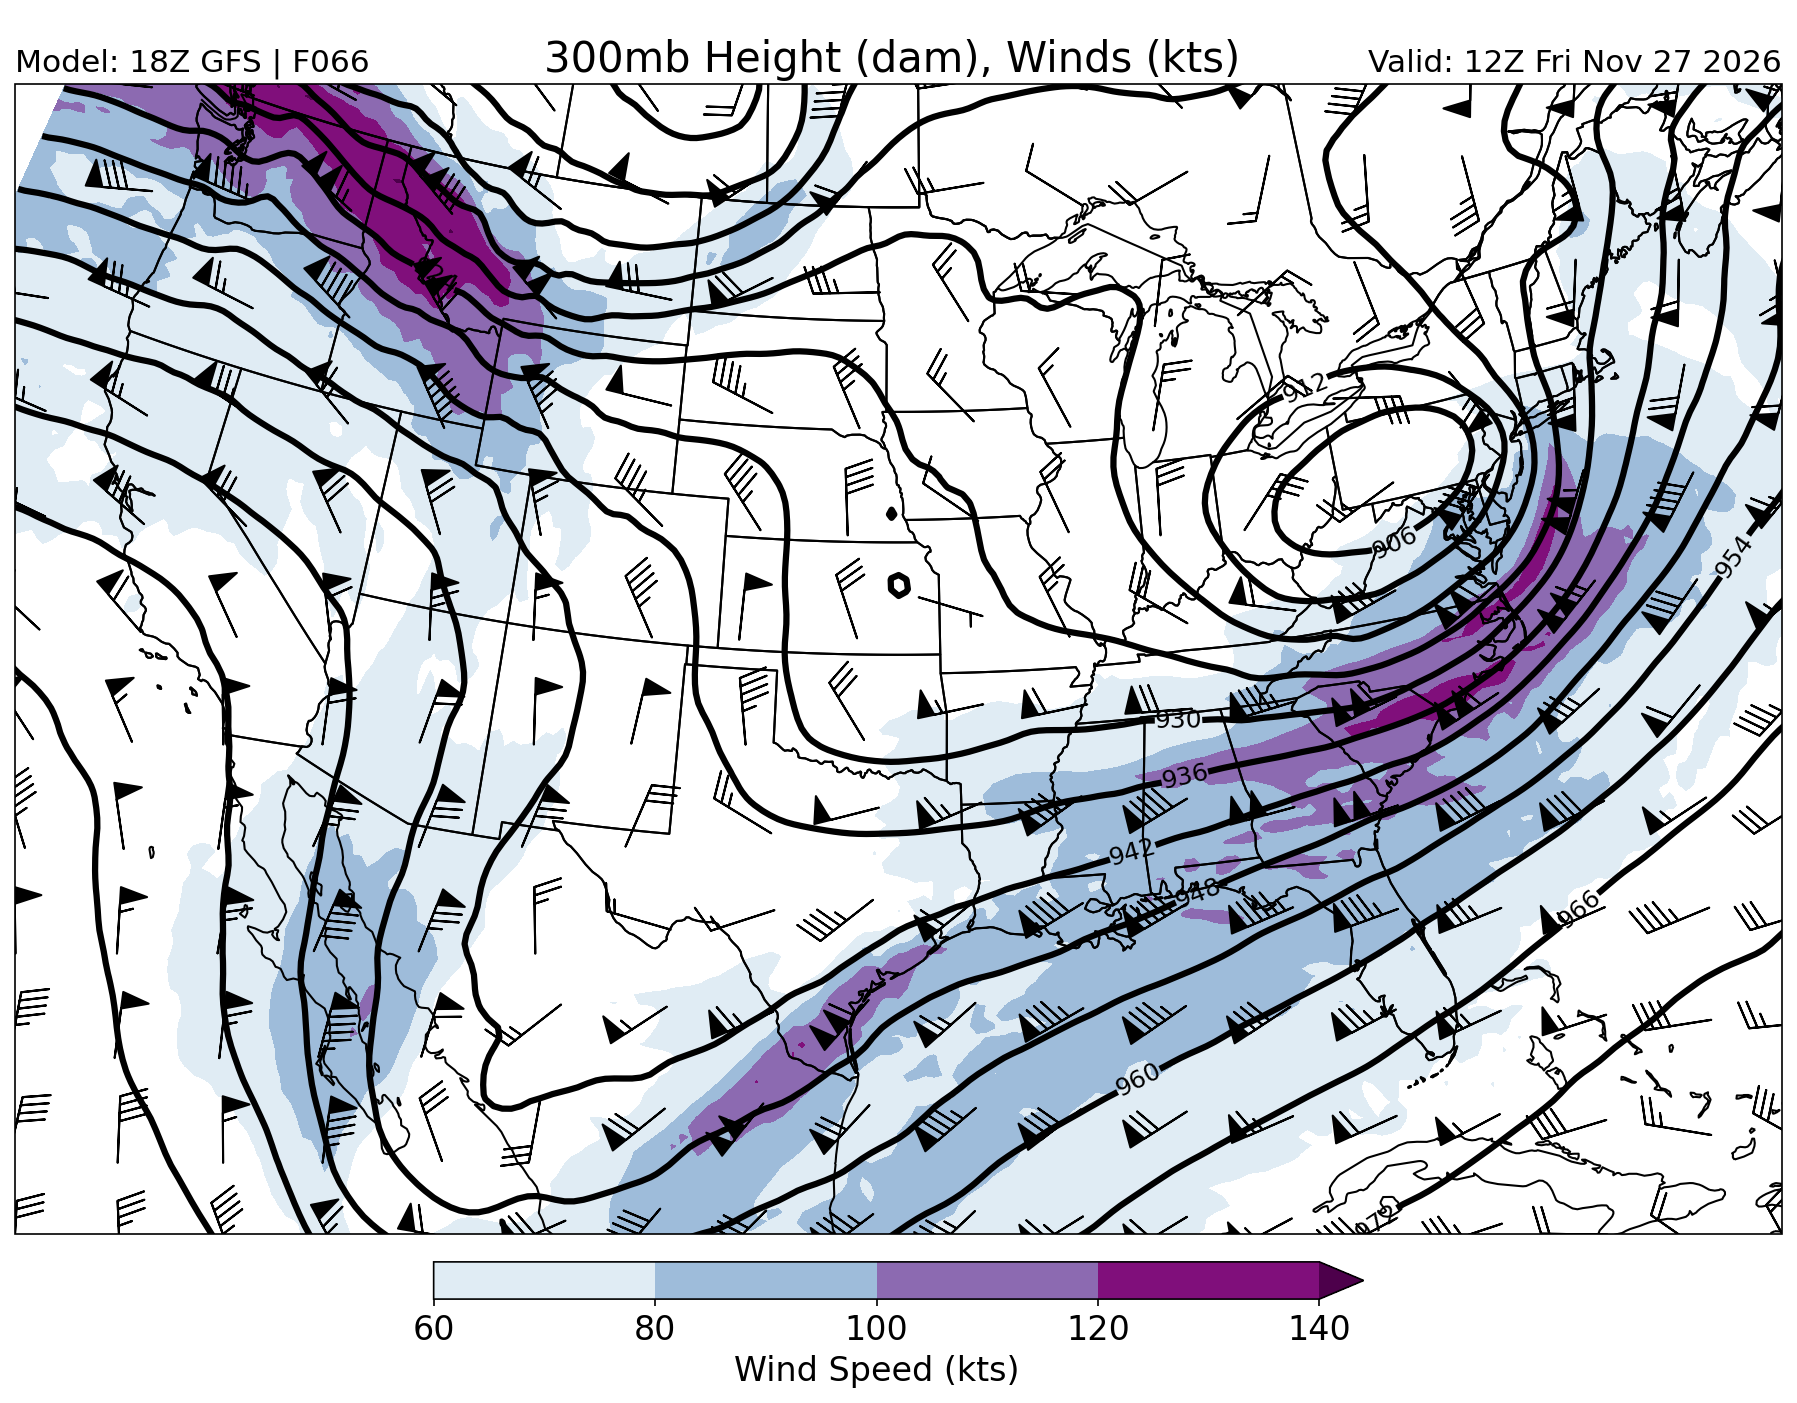 Model: 18Z GFS | F066
300mb Height (dam), Winds (kts)
Valid: 12Z Fri Nov 27 2026
912
906
954
930
936
942
948
966
960
972
60 80 100 120 140
Wind Speed (kts)